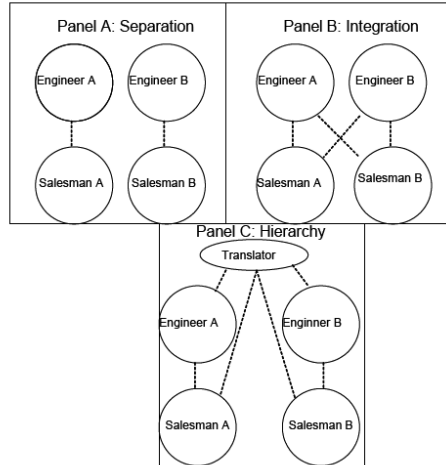 Panel A: Separation
Panel B: Integration
Engineer A
Engineer B
Engineer A
Engineer B
Salesman A
Salesman B
Salesman A
Salesman B
Panel C: Hierarchy
Translator
Engineer A
Enginner B
Salesman A
Salesman B